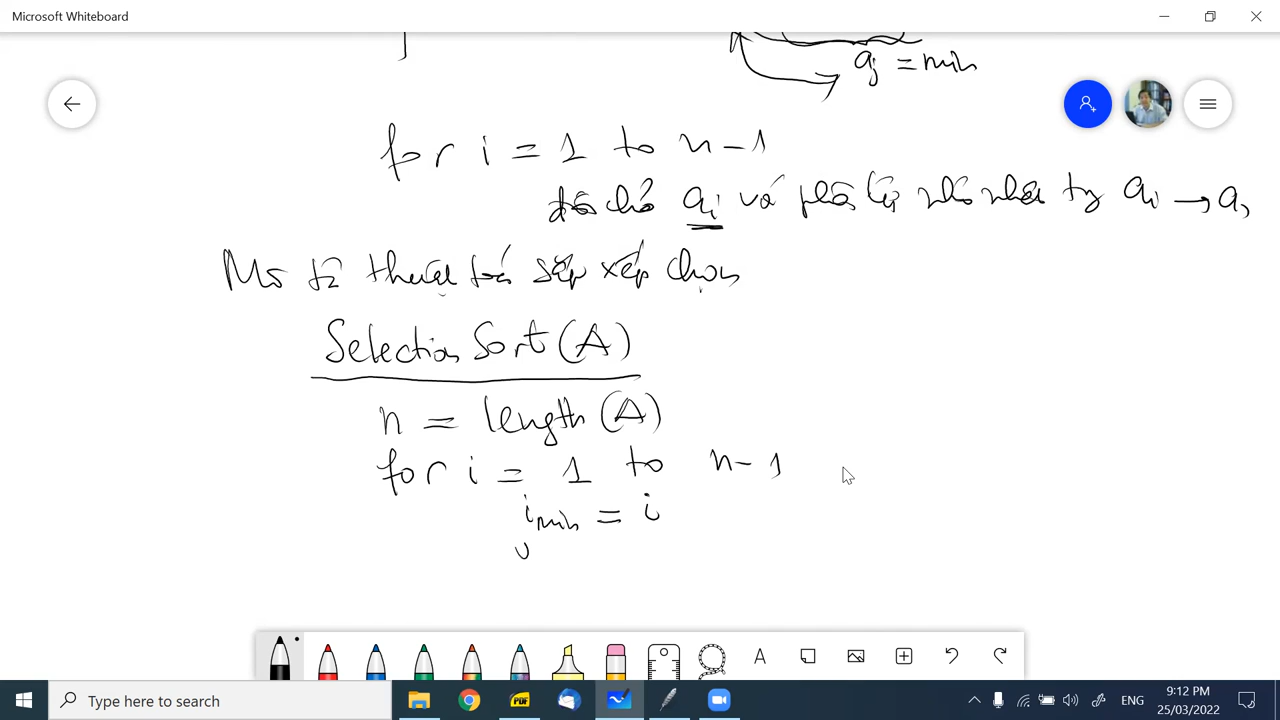 Microsoft Whiteboard
aj = min
for i = 1 to n-1
đổi chỗ ai với phần tử nhỏ nhất từ ai →
Mô tả thuật toán sắp xếp chọn
Selection Sort (A)
n = length (A)
for i = 1 to n-1
imin = i
Type here to search
PDF
ENG
9:12 PM
25/03/2022